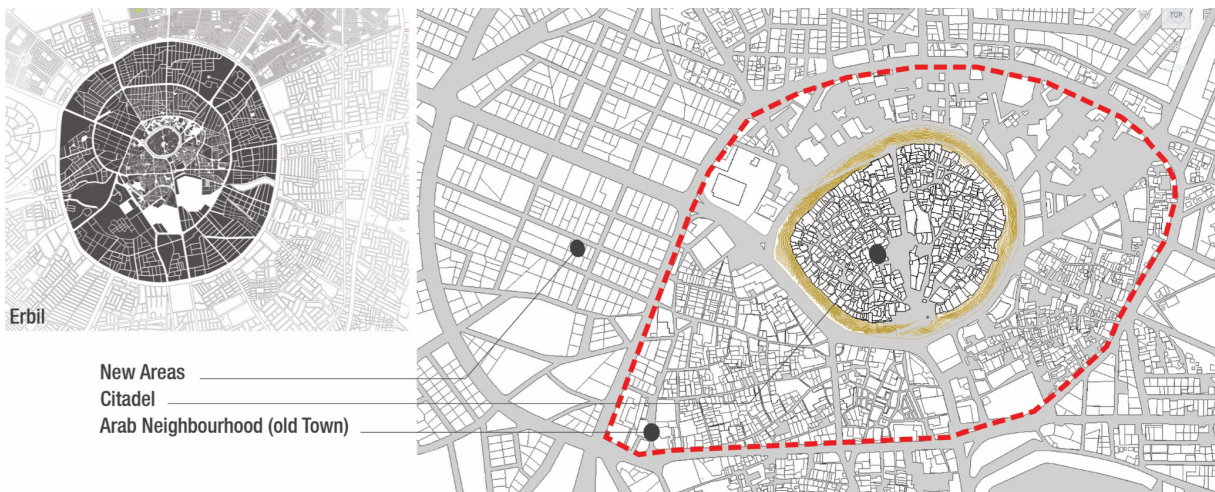 Erbil
New Areas
Citadel
Arab Neighbourhood (old Town)
W TOP E